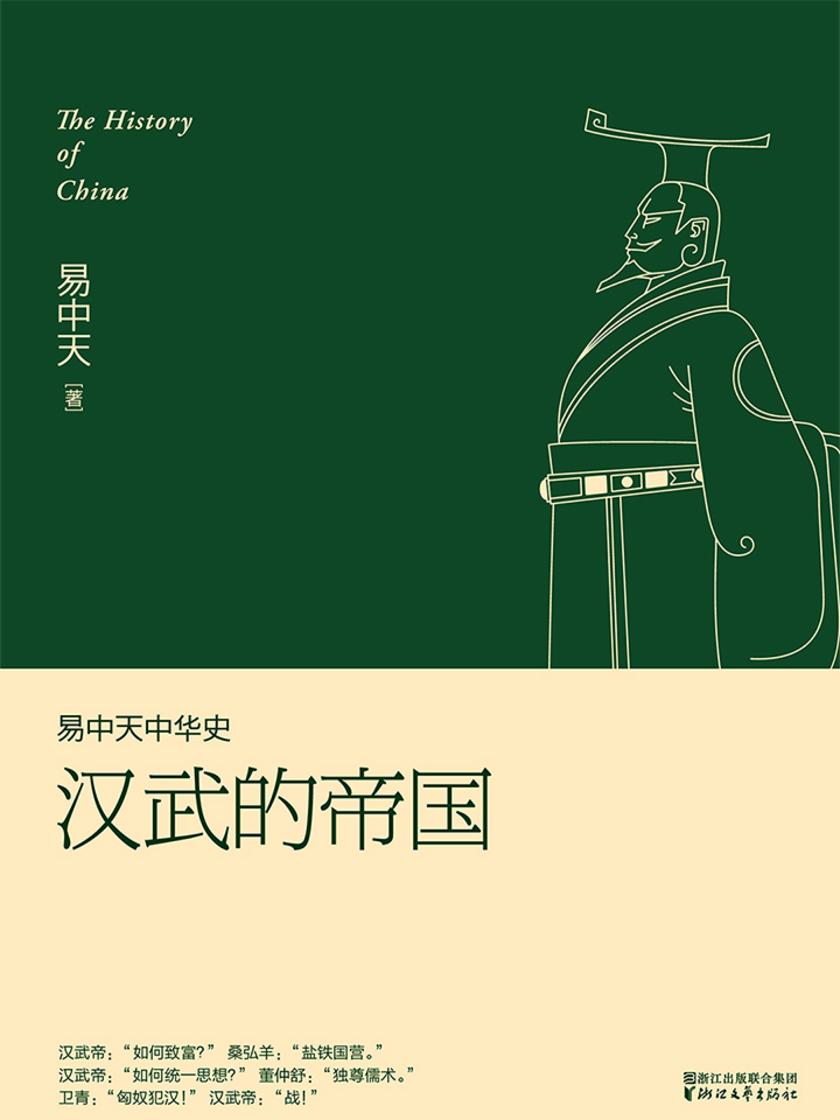 The History
of
China
易中天
[著]
易中天中华史
汉武的帝国
汉武帝：“如何致富？” 桑弘羊：“盐铁国营。”
汉武帝：“如何统一思想？” 董仲舒：“独尊儒术。”
卫青：“匈奴犯汉！” 汉武帝：“战！”
浙江出版联合集团
浙江文艺出版社